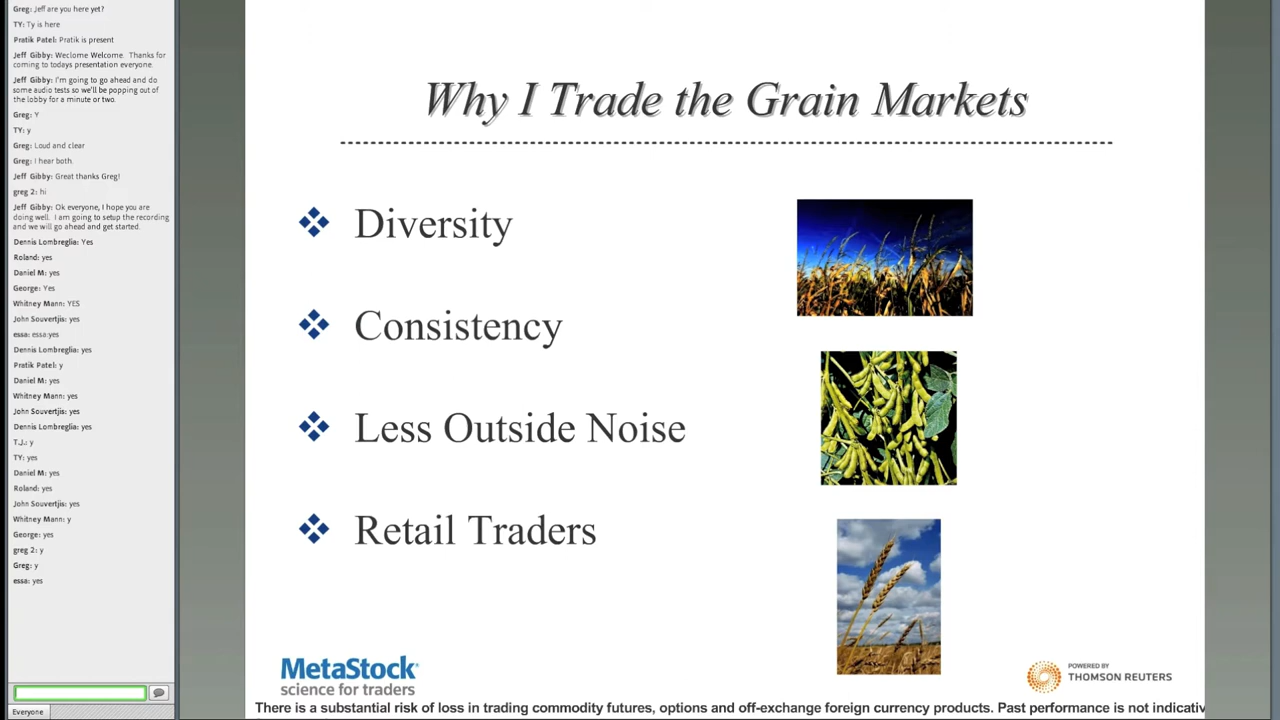 Greg: Jeff are you here yet?
TY: Ty is here
Pratik Patel: Pratik is present
Jeff Gibby: Weclome Welcome. Thanks for
coming to todays presentation everyone.
Jeff Gibby: I'm going to go ahead and do
some audio tests so we'll be popping out of
the lobby for a minute or two.
Greg: Y
TY: y
Greg: Loud and clear
Greg: I hear both.
Jeff Gibby: Great thanks Greg!
greg 2: hi
Jeff Gibby: Ok everyone, I hope you are
doing well. I am going to setup the recording
and we will go ahead and get started.
Dennis Lombreglia: Yes
Roland: yes
Daniel M: yes
George: Yes
Whitney Mann: YES
John Souvertjis: yes
essa: essa:yes
Dennis Lombreglia: yes
Pratik Patel: y
Daniel M: yes
Whitney Mann: yes
John Souvertjis: yes
Dennis Lombreglia: yes
T.J.: y
TY: yes
Daniel M: yes
Roland: yes
John Souvertjis: yes
Whitney Mann: y
George: yes
greg 2: y
Greg: y
essa: yes
Everyone
Why I Trade the Grain Markets
Diversity
Consistency
Less Outside Noise
Retail Traders
MetaStock®
science for traders
POWERED BY
THOMSON REUTERS
There is a substantial risk of loss in trading commodity futures, options and off-exchange foreign currency products. Past performance is not indicativ